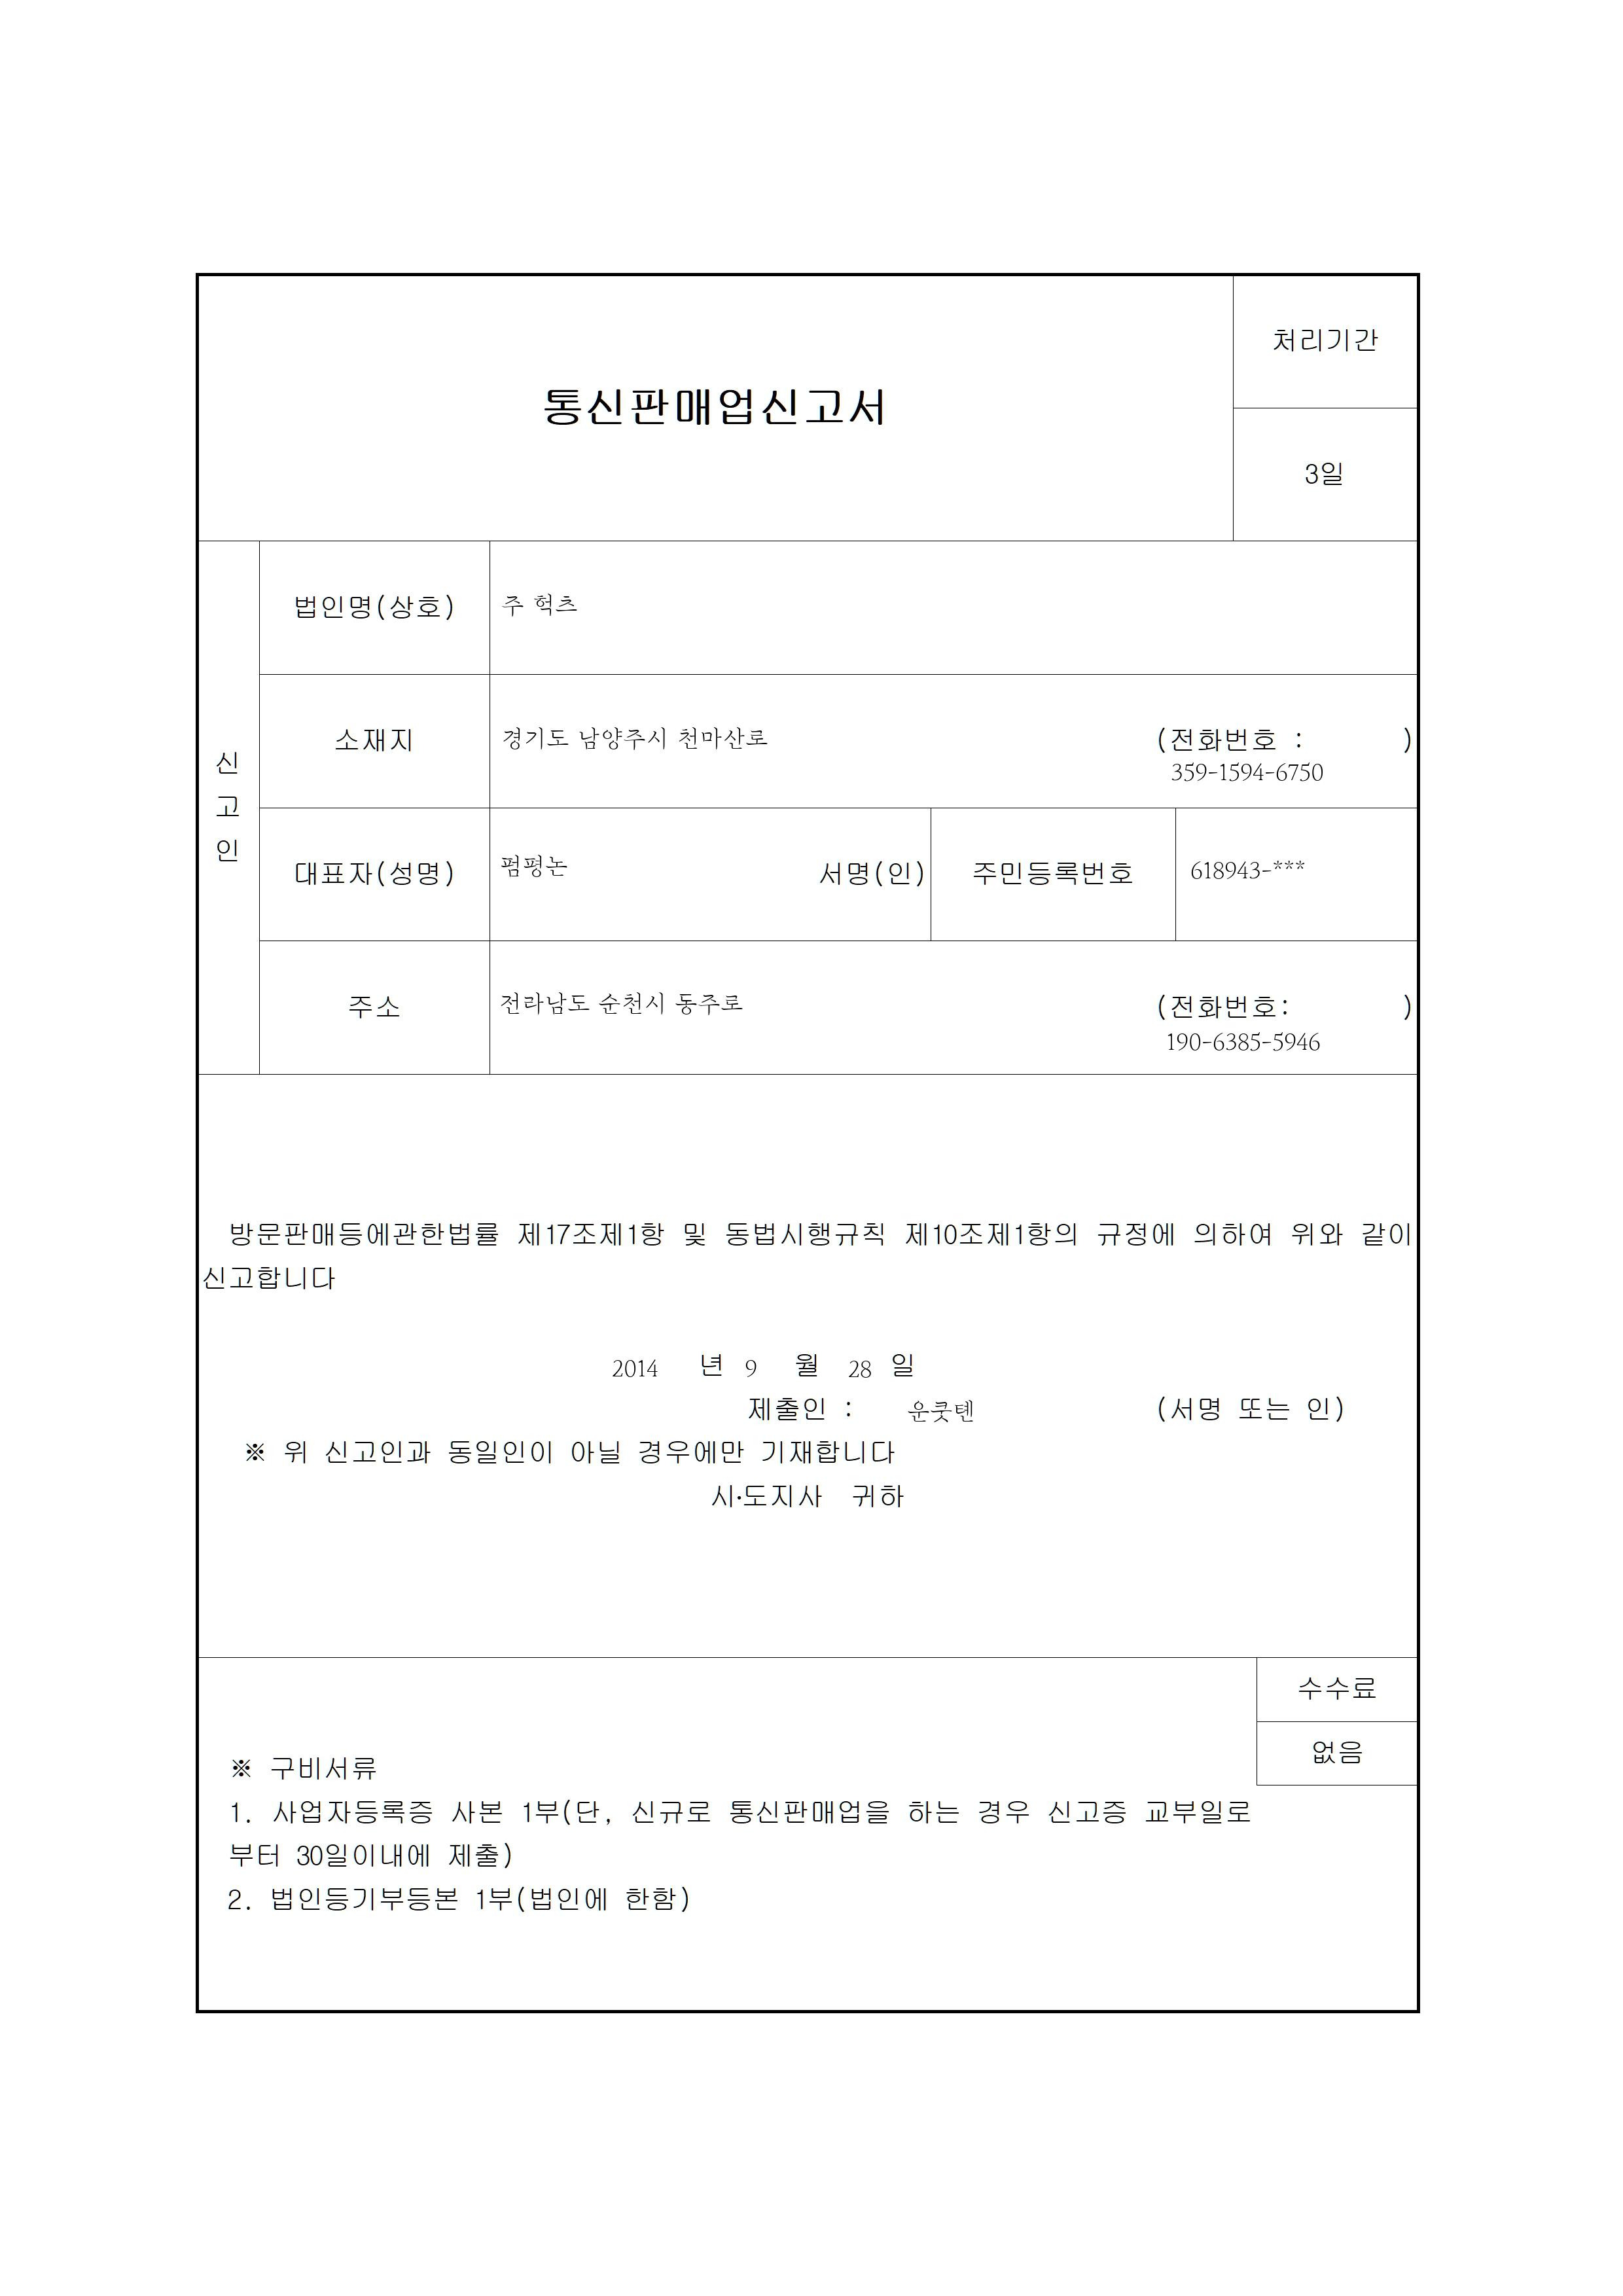 처리기간
통신판매업신고서
3일
신고인
법인명(상호) 주 혁츠
소재지 경기도 남양주시 천마산로 (전화번호 : )
359-1594-6750
대표자(성명) 펌평논 서명(인) 주민등록번호 618943-***
주소 전라남도 순천시 동주로 (전화번호: )
190-6385-5946
방문판매등에관한법률 제17조제1항 및 동법시행규칙 제10조제1항의 규정에 의하여 위와 같이
신고합니다
2014 년 9 월 28 일
제출인 : 운쿳텐 (서명 또는 인)
※ 위 신고인과 동일인이 아닐 경우에만 기재합니다
시·도지사 귀하
수수료
없음
※ 구비서류
1. 사업자등록증 사본 1부(단, 신규로 통신판매업을 하는 경우 신고증 교부일로
부터 30일이내에 제출)
2. 법인등기부등본 1부(법인에 한함)